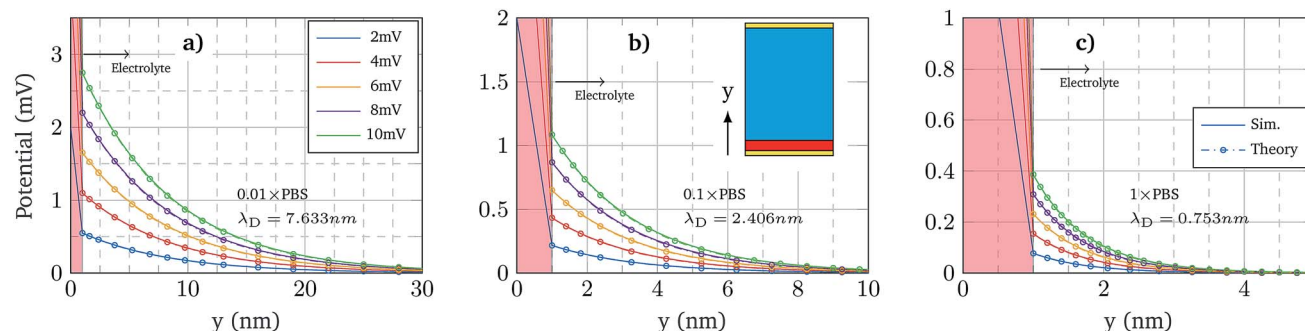 a)
Electrolyte
2mV
4mV
6mV
8mV
10mV
0.01×PBS
λD = 7.633nm
Potential (mV)
3
2
1
0
0
10
20
30
y (nm)
b)
Electrolyte
y
0.1×PBS
λD = 2.406nm
2
1.5
1
0.5
0
0
2
4
6
8
10
y (nm)
c)
Electrolyte
Sim.
Theory
1×PBS
λD = 0.753nm
1
0.8
0.6
0.4
0.2
0
0
2
4
y (nm)